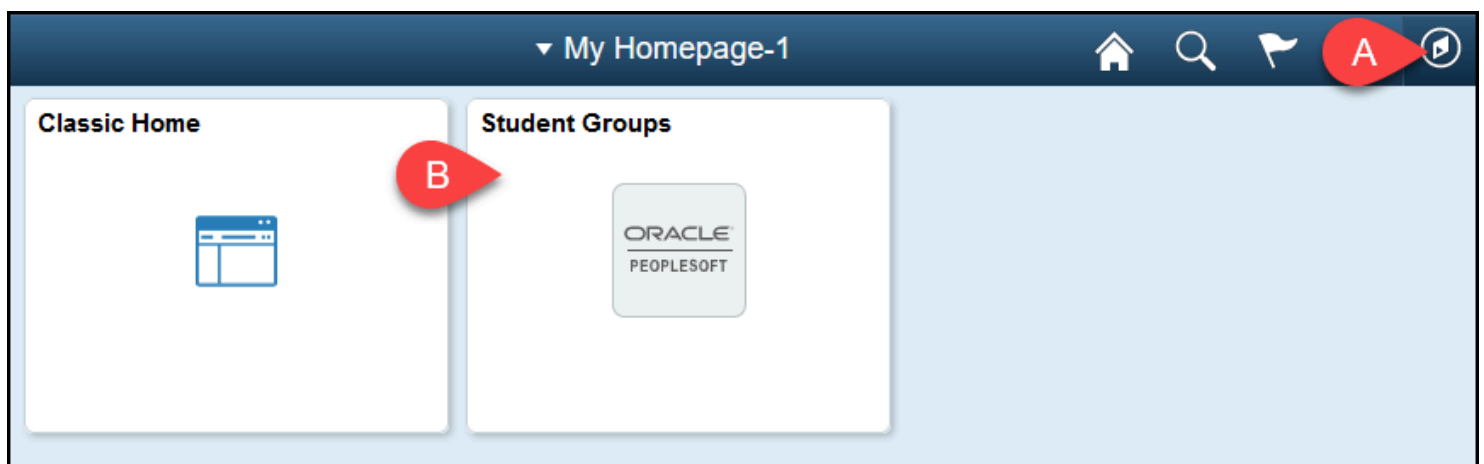 My Homepage-1
A
Classic Home
Student Groups
B
ORACLE
PEOPLESOFT